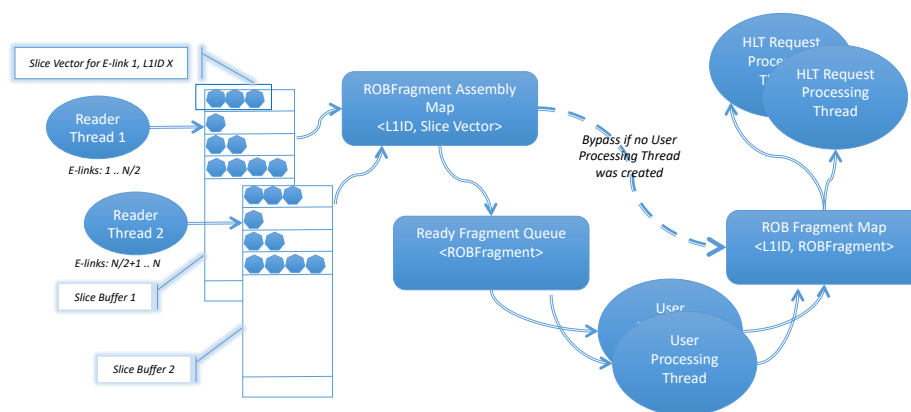 Slice Vector for E-link 1, L1ID X
Reader
Thread 1
E-links: 1 .. N/2
Reader
Thread 2
E-links: N/2+1 .. N
Slice Buffer 1
Slice Buffer 2
ROBFragment Assembly
Map
<L1ID, Slice Vector>
Bypass if no User
Processing Thread
was created
Ready Fragment Queue
<ROBFragment>
User
User
Processing
Thread
ROB Fragment Map
<L1ID, ROBFragment>
HLT Request
HLT Request
Processing
Thread